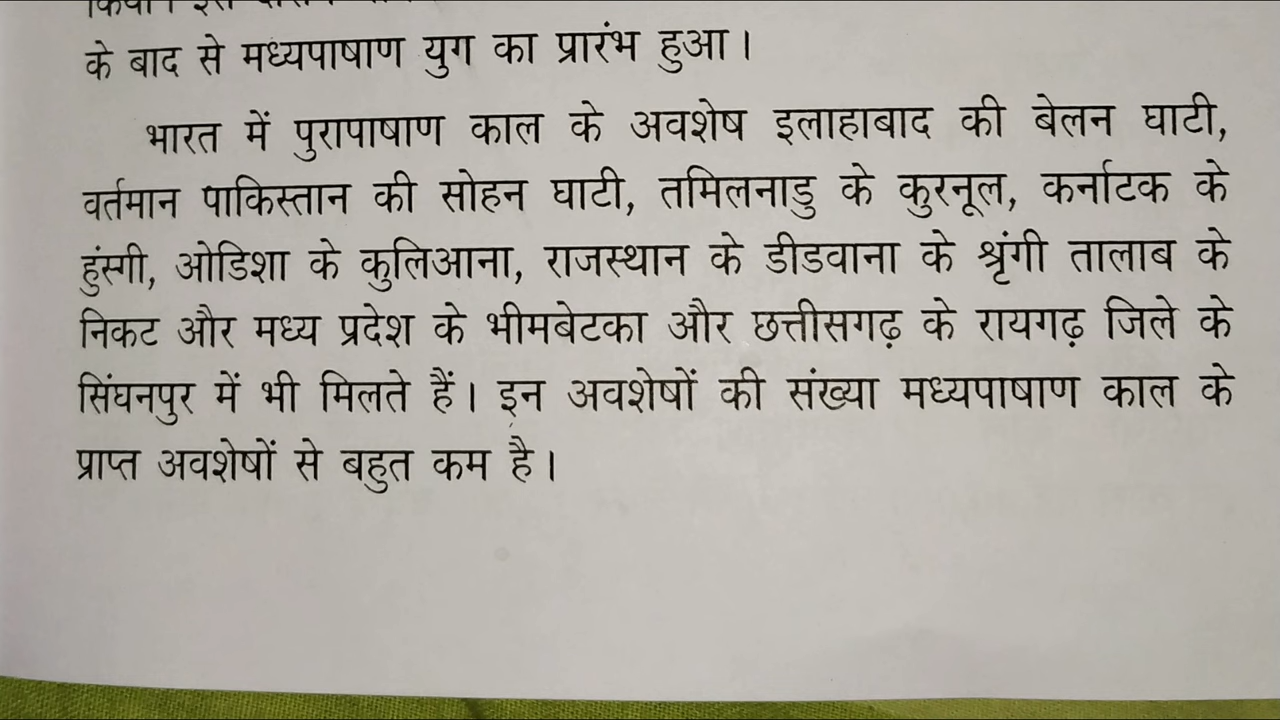 के बाद से मध्यपाषाण युग का प्रारंभ हुआ।
भारत में पुरापाषाण काल के अवशेष इलाहाबाद की बेलन घाटी,
वर्तमान पाकिस्तान की सोहन घाटी, तमिलनाडु के कुरनूल, कर्नाटक के
हुंस्गी, ओडिशा के कुलिआना, राजस्थान के डीडवाना के श्रृंगी तालाब के
निकट और मध्य प्रदेश के भीमबेटका और छत्तीसगढ़ के रायगढ़ जिले के
सिंघनपुर में भी मिलते हैं। इन अवशेषों की संख्या मध्यपाषाण काल के
प्राप्त अवशेषों से बहुत कम है।